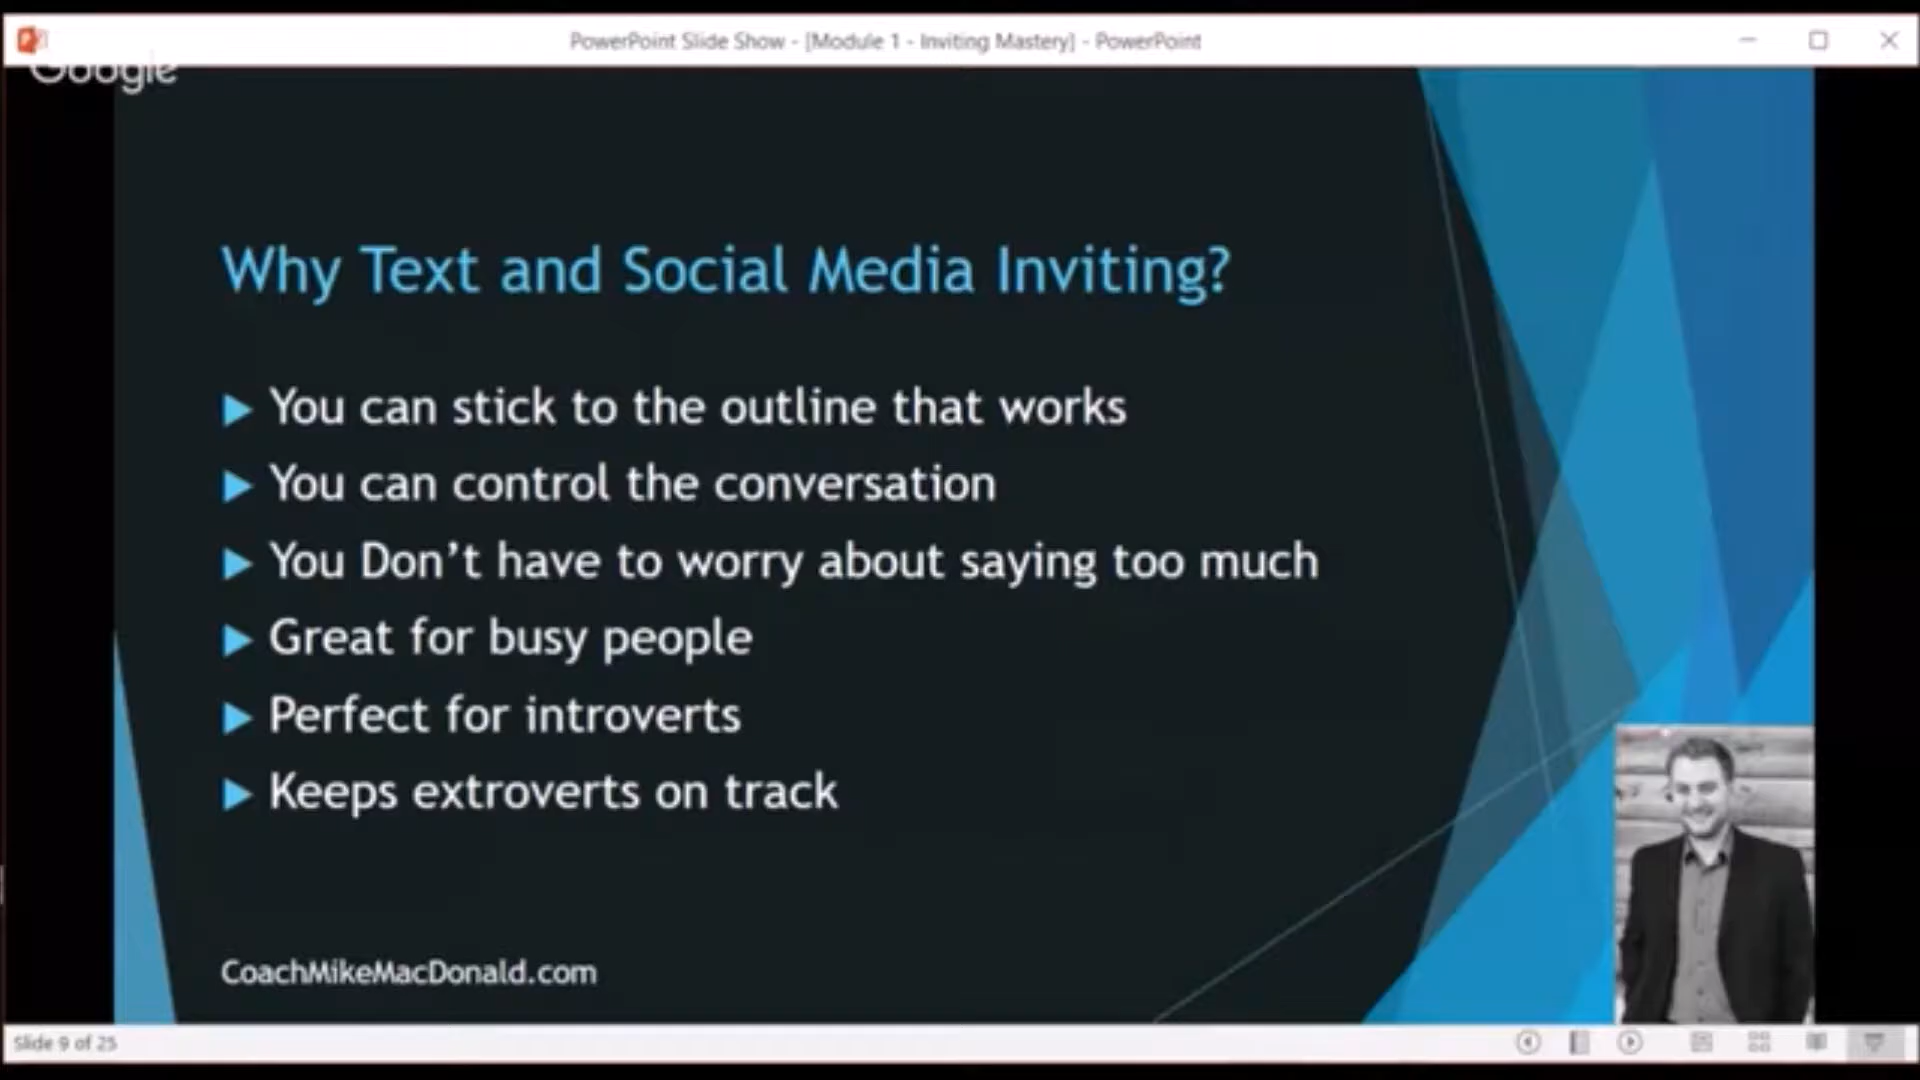 PowerPoint Slide Show - [Module 1 - Inviting Mastery] - PowerPoint
Google
Why Text and Social Media Inviting?
You can stick to the outline that works
You can control the conversation
You Don't have to worry about saying too much
Great for busy people
Perfect for introverts
Keeps extroverts on track
CoachMikeMacDonald.com
Slide 9 of 25